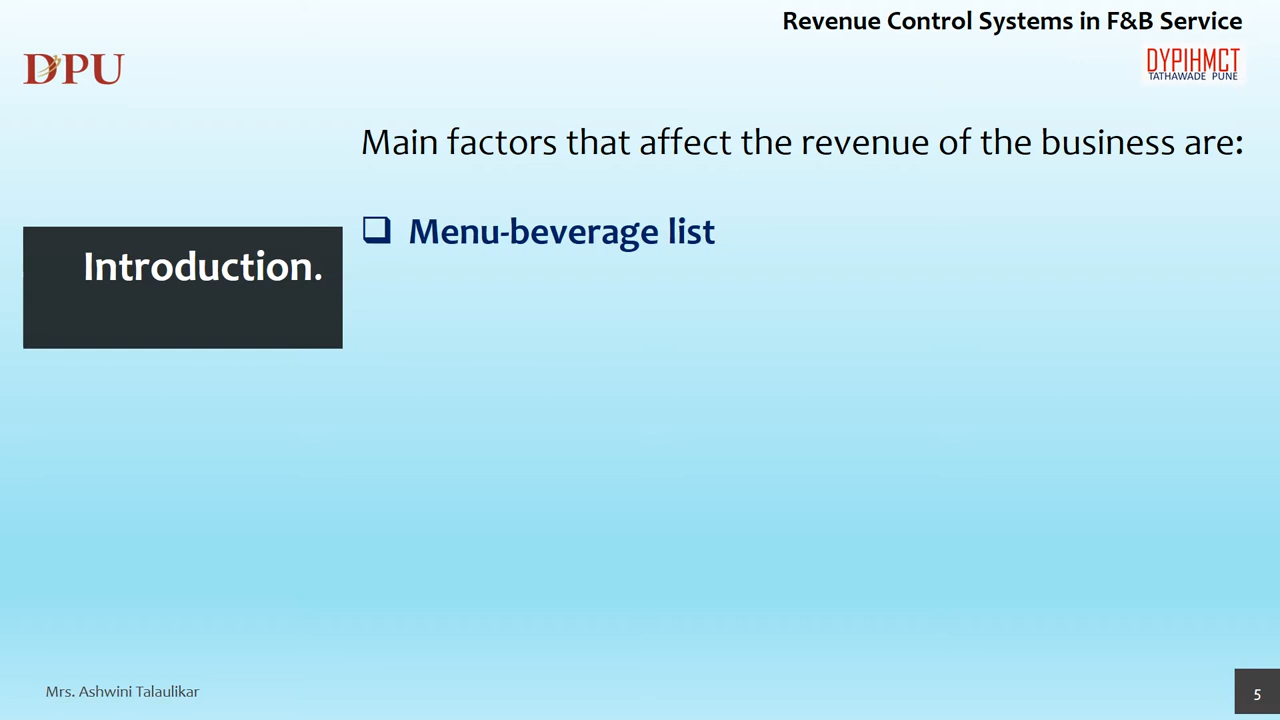 Revenue Control Systems in F&B Service
DPU
DYPIHMCT
TATHAWADE PUNE
Main factors that affect the revenue of the business are:
Introduction.
❑ Menu-beverage list
Mrs. Ashwini Talaulikar
5